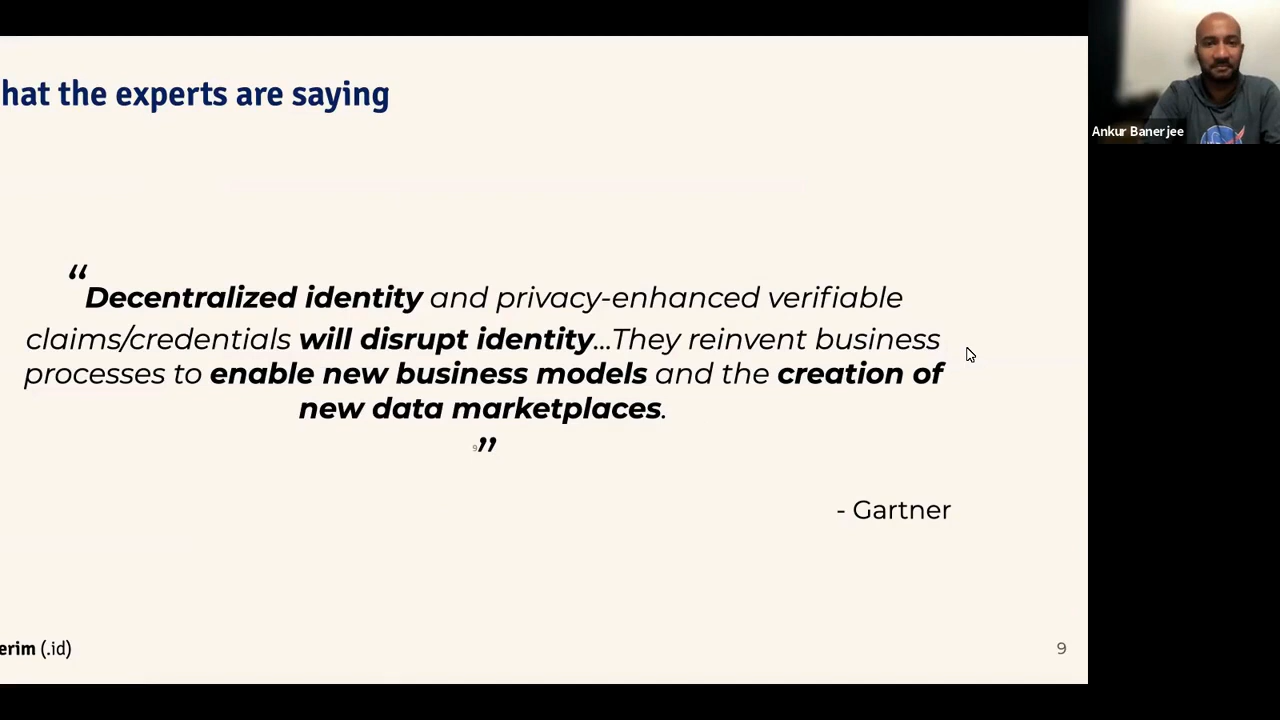 hat the experts are saying
Ankur Banerjee
“
Decentralized identity and privacy-enhanced verifiable
claims/credentials will disrupt identity...They reinvent business
processes to enable new business models and the creation of
new data marketplaces.
9”
- Gartner
erim (.id)
9